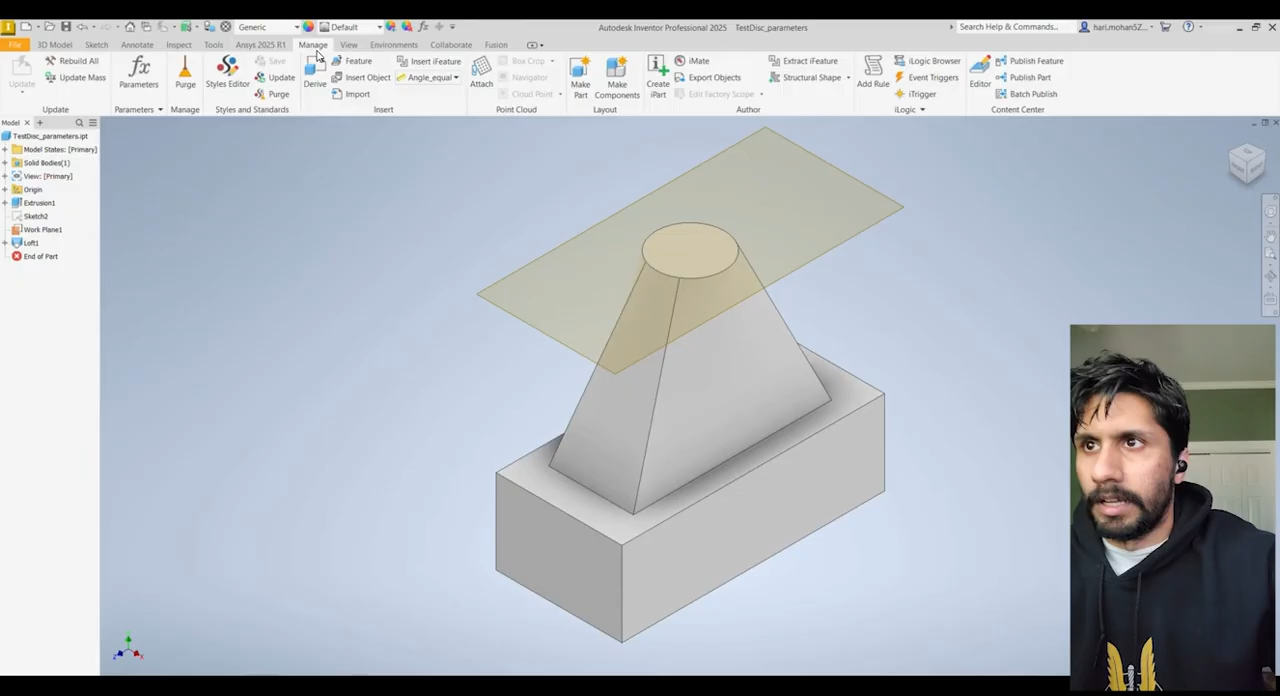 Generic
Default
Autodesk Inventor Professional 2025 TestDisc_parameters
Search Help & Commands...
File 3D Model Sketch Annotate Inspect Tools Ansys 2025 R1 Manage View Environments Collaborate Fusion
Update
Rebuild All
Update Mass
Update
fx
Parameters
Parameters
Purge
Manage
Styles Editor
Save
Update
Purge
Styles and Standards
Derive
Feature
Insert Object
Import
Insert iFeature
Angle_equal
Insert
Attach
Box Crop
Navigator
Cloud Point
Point Cloud
Make
Part
Make
Components
Layout
Create
iPart
iMate
Export Objects
Edit Factory Scope
Extract iFeature
Structural Shape
Author
Add Rule
iLogic Browser
Event Triggers
iTrigger
iLogic
Editor
Publish Feature
Publish Part
Batch Publish
Content Center
Model
TestDisc_parameters.ipt
Model States: [Primary]
Solid Bodies(1)
View: [Primary]
Origin
Extrusion1
Sketch2
Work Plane1
Loft1
End of Part